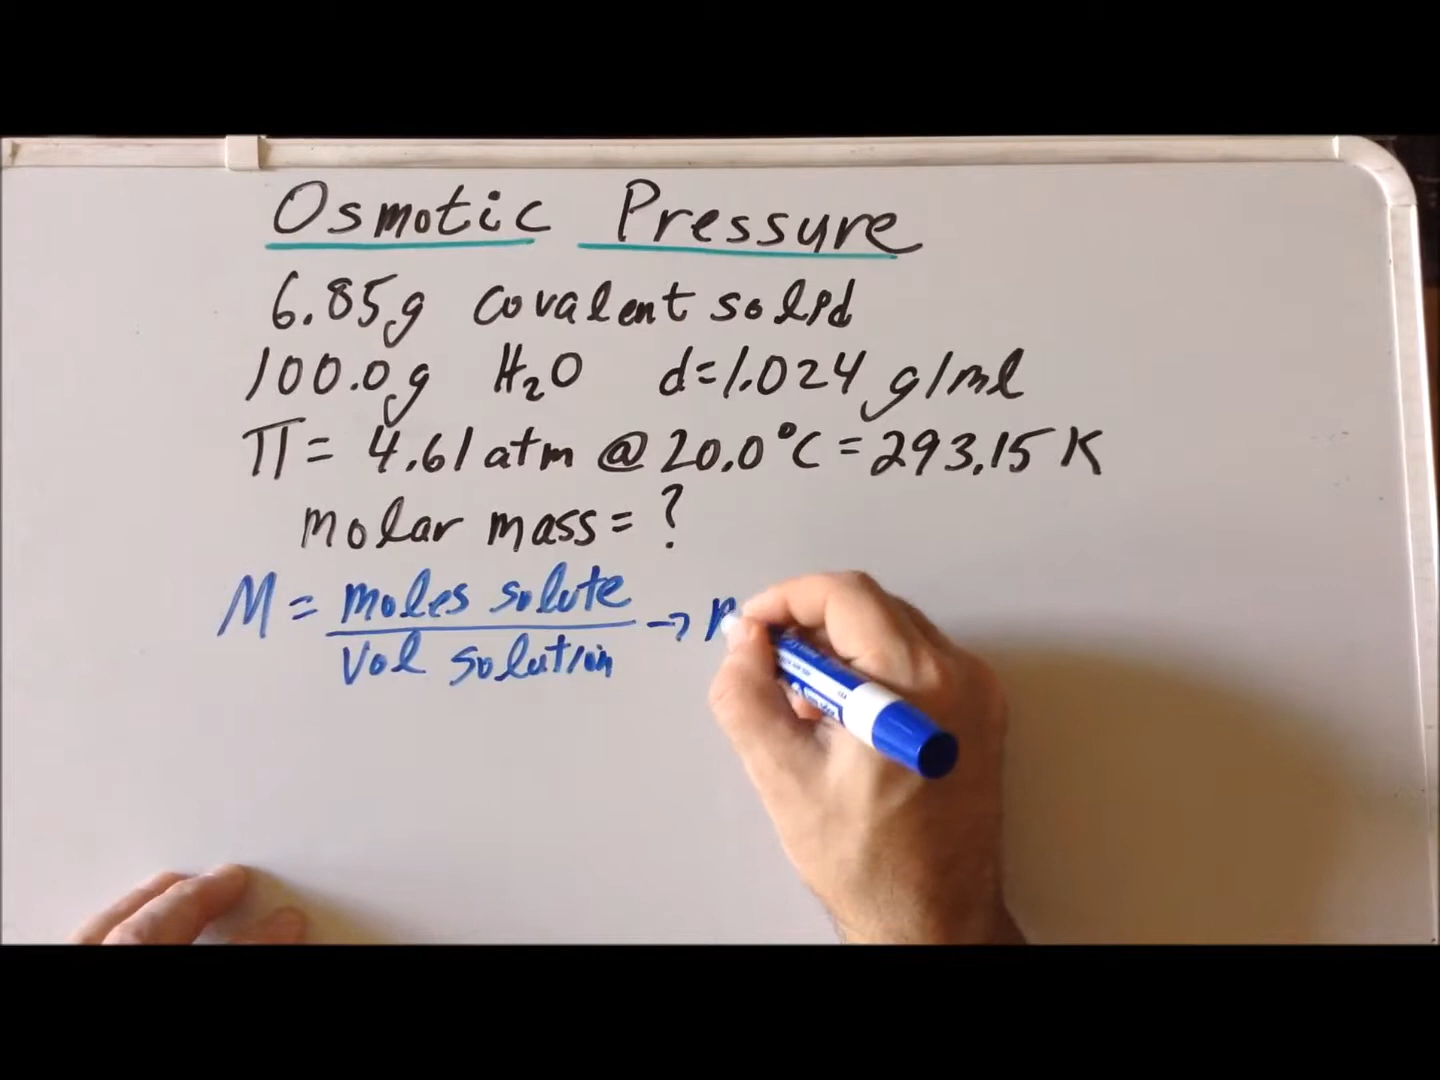 Osmotic Pressure
6.85g covalent solid
100.0g H₂O d=1.024 g/ml
Π= 4.61 atm @ 20.0°C = 293.15 K
molar mass= ?
M = moles solute
vol solution →